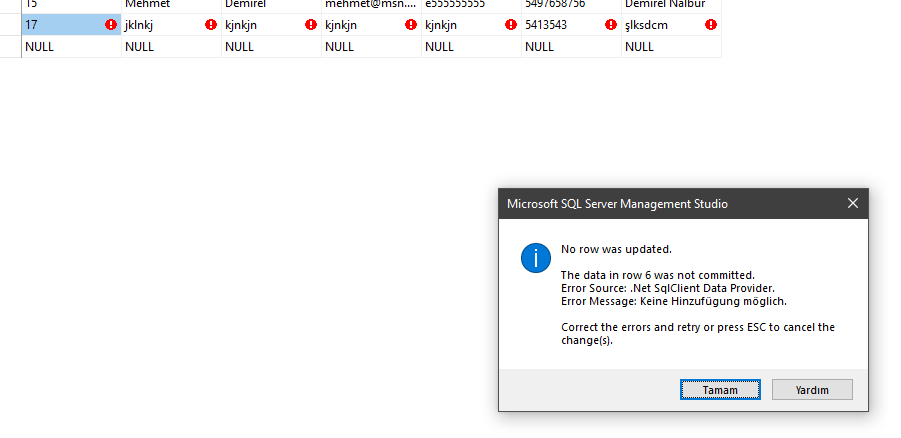 15 Mehmet Demirel mehmet@msn.... e555555555 5497658756 Demirel Nalbur
17 jklnkj kjnkjn kjnkjn kjnkjn 5413543 şlksdcm
NULL NULL NULL NULL NULL NULL NULL
Microsoft SQL Server Management Studio
No row was updated.
The data in row 6 was not committed.
Error Source: .Net SqlClient Data Provider.
Error Message: Keine Hinzufügung möglich.
Correct the errors and retry or press ESC to cancel the
change(s).
Tamam Yardım